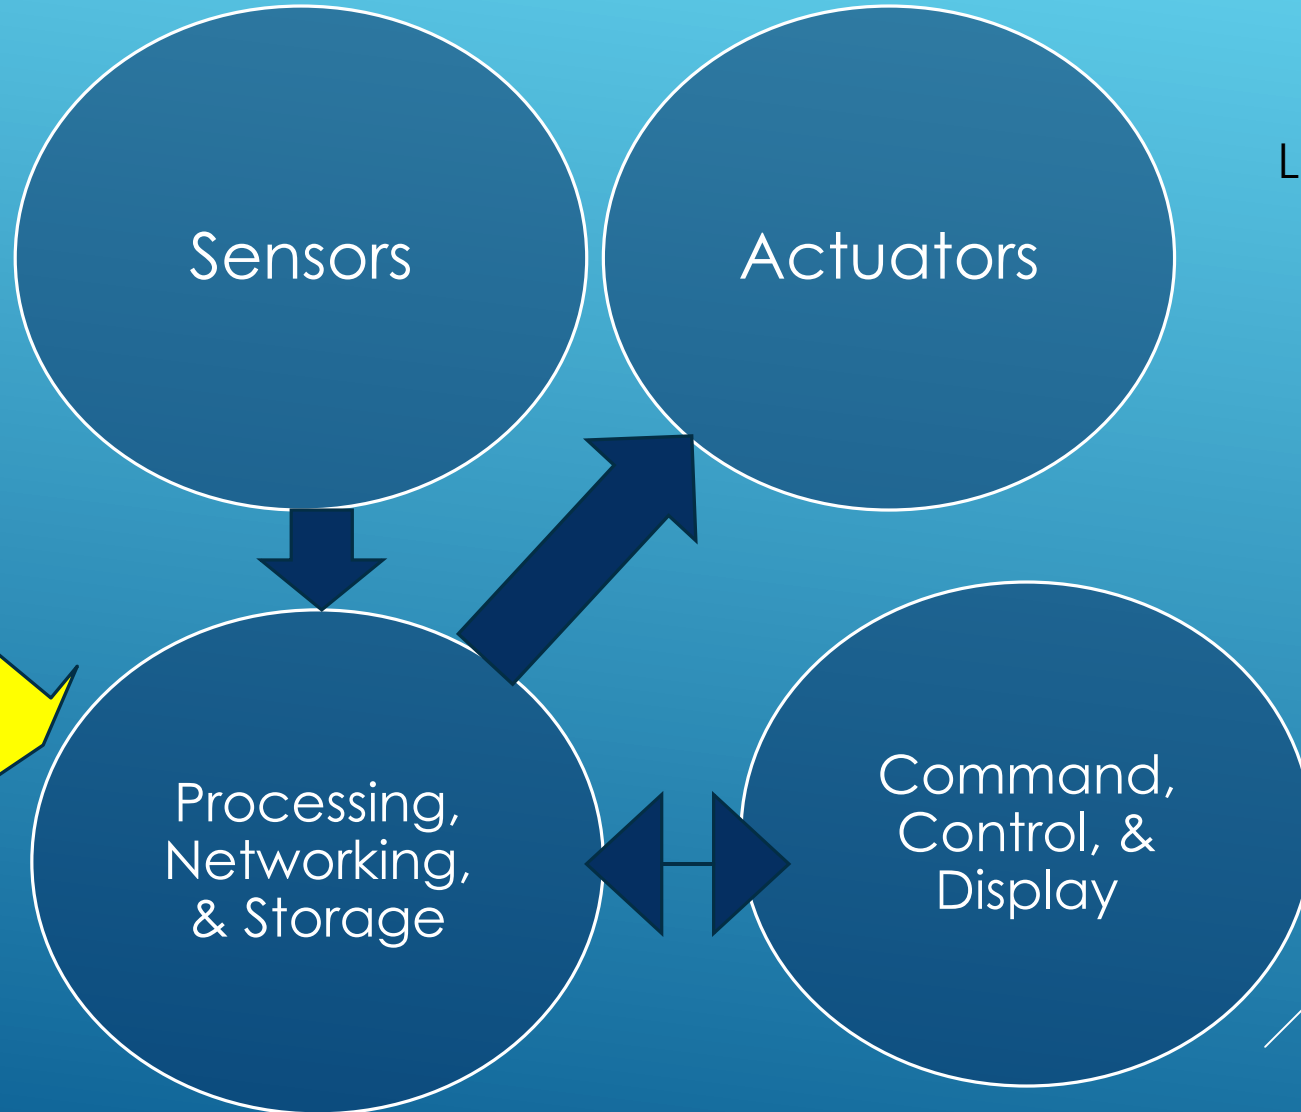 Sensors
Actuators
L
Processing,
Networking,
& Storage
Command,
Control, &
Display